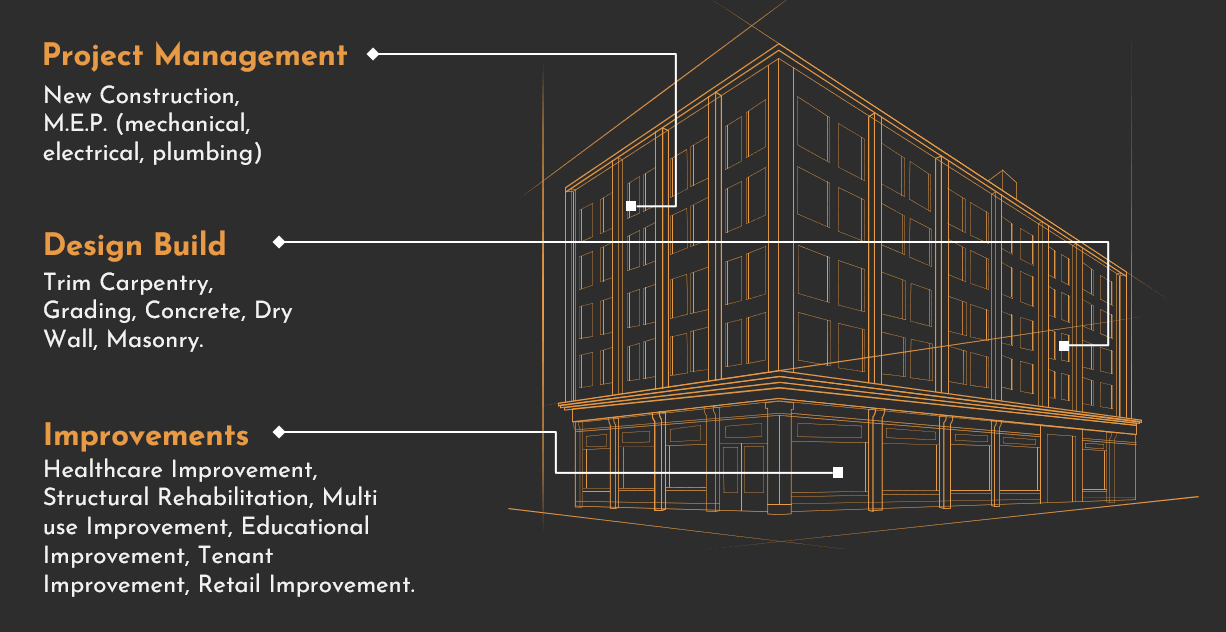 Project Management
New Construction,
M.E.P. (mechanical,
electrical, plumbing)
Design Build
Trim Carpentry,
Grading, Concrete, Dry
Wall, Masonry.
Improvements
Healthcare Improvement,
Structural Rehabilitation, Multi
use Improvement, Educational
Improvement, Tenant
Improvement, Retail Improvement.